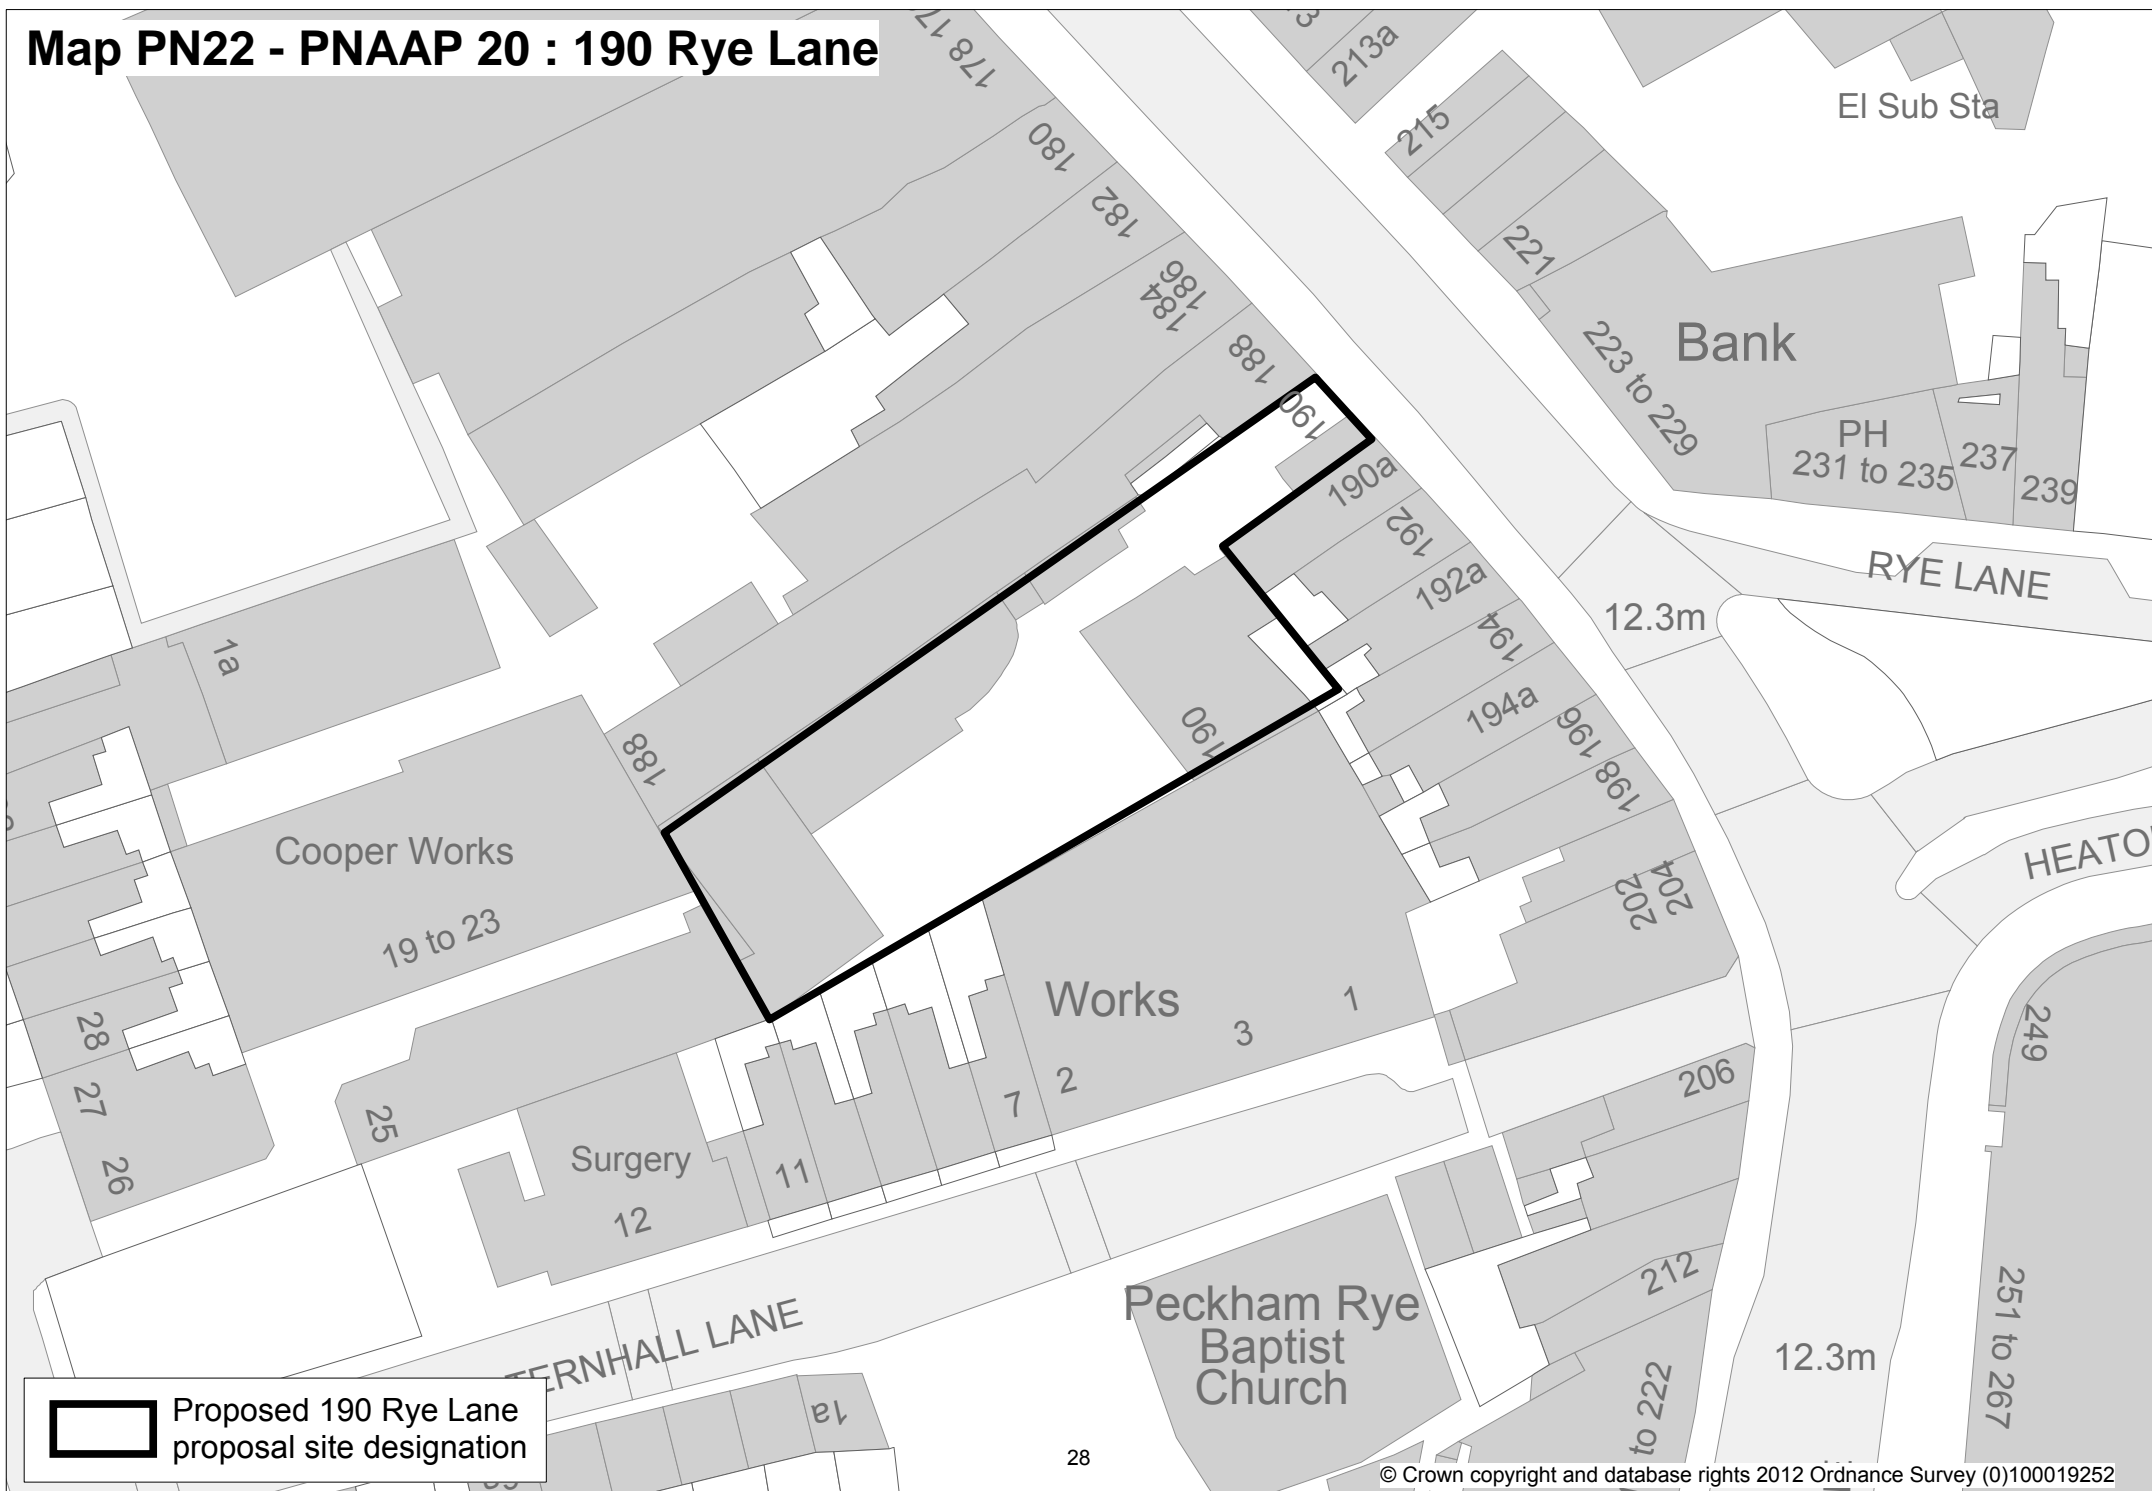 Map PN22 - PNAAP 20 : 190 Rye Lane
178
213a
El Sub Sta
215
180
182
221
186
184
188
Bank
223 to 229
190
PH
231 to 235
237
239
190a
192
192a
RYE LANE
12.3m
194
194a
1a
190
196
198
188
Cooper Works
19 to 23
HEATO
202
204
Works
1
3
2
7
249
28
27
26
25
206
Surgery
11
12
212
Peckham Rye
Baptist
Church
251 to 267
12.3m
TERNHALL LANE
1a
to 222
Proposed 190 Rye Lane
proposal site designation
28
© Crown copyright and database rights 2012 Ordnance Survey (0)100019252